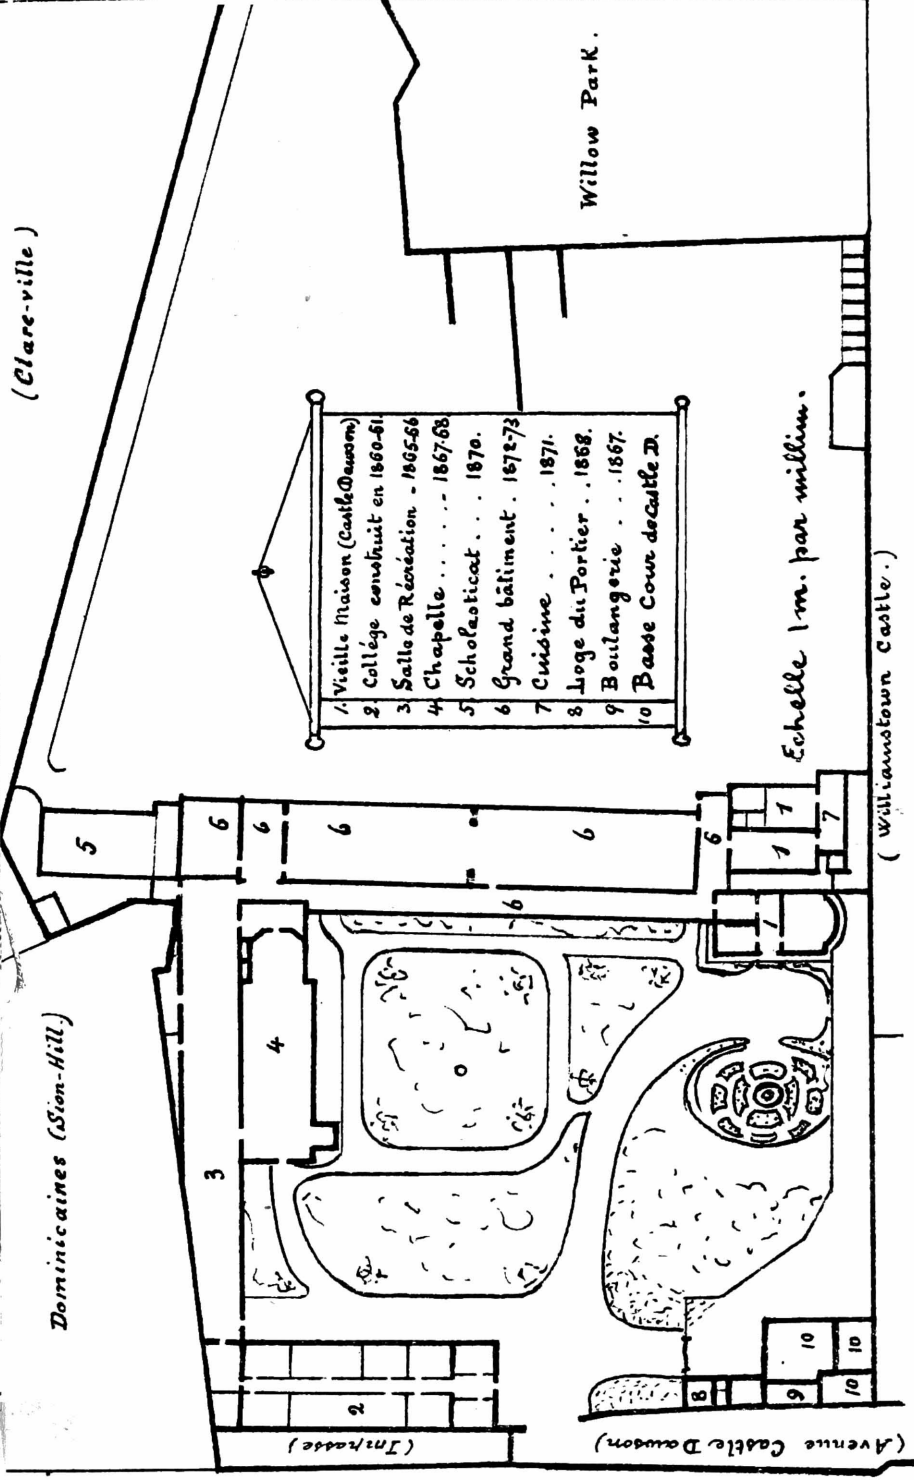 (Clare-ville)
Willow Park.
Dominicaines (Sion-Hill.)
1. Vieille Maison (Castle Dawson)
2 Collége construit en 1860-61.
3 Salle de Récréation - 1865-66
4 Chapelle . . . . . . - 1867-68
5 Scholasticat . . . 1870.
6 Grand bâtiment . 1872-73
7 Cuisine . . . . . . 1871.
8 Loge du Portier . . 1868.
9 Boulangerie . . . 1867.
10 Basse Cour de Castle D.
Echelle 1m. par millim.
(Williamstown Castle.)
(Impasse)
(Avenue Castle Dawson)
5
6
6
6
6
6
6
1
1
7
1
4
3
2
8
9
10
10
10